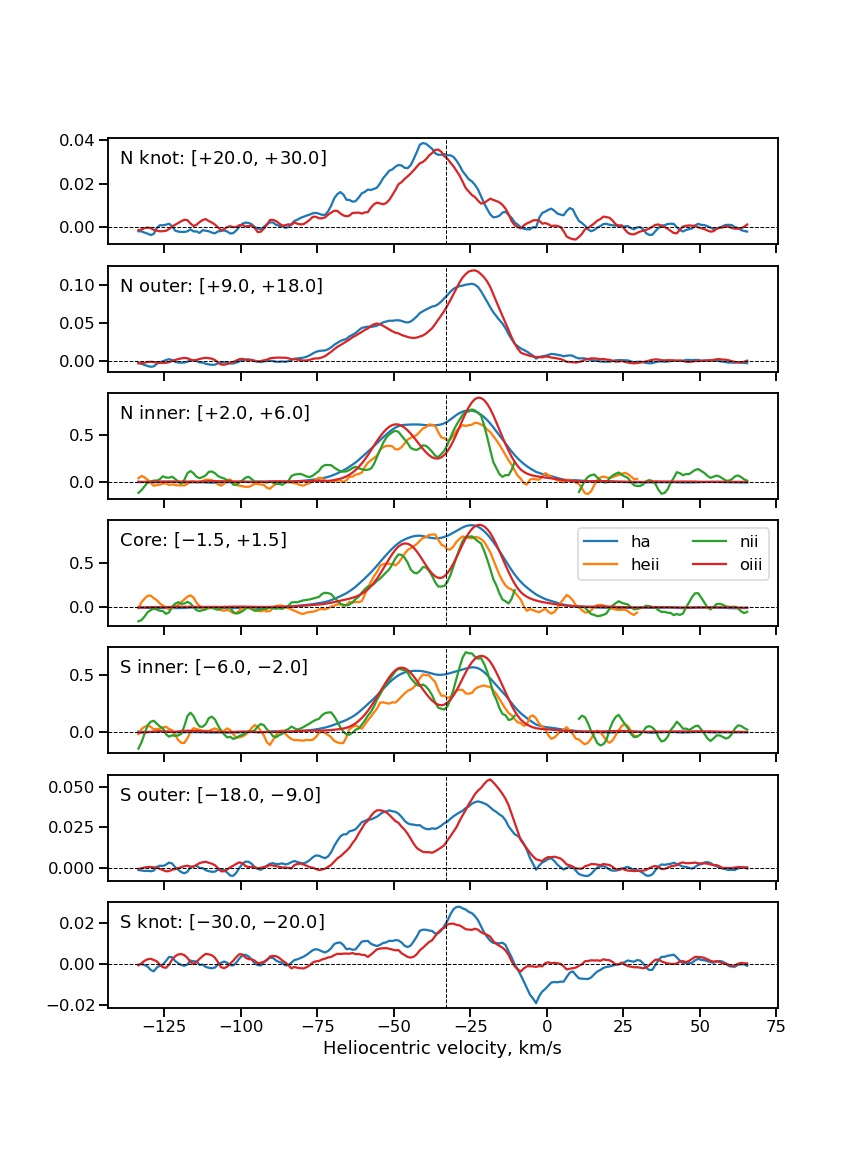 N knot: [+20.0, +30.0]
0.04
0.02
0.00
N outer: [+9.0, +18.0]
0.10
0.05
0.00
N inner: [+2.0, +6.0]
0.5
0.0
Core: [−1.5, +1.5]
ha nii
heii oiii
0.5
0.0
S inner: [−6.0, −2.0]
0.5
0.0
S outer: [−18.0, −9.0]
0.050
0.025
0.000
S knot: [−30.0, −20.0]
0.02
0.00
−0.02
−125 −100 −75 −50 −25 0 25 50 75
Heliocentric velocity, km/s